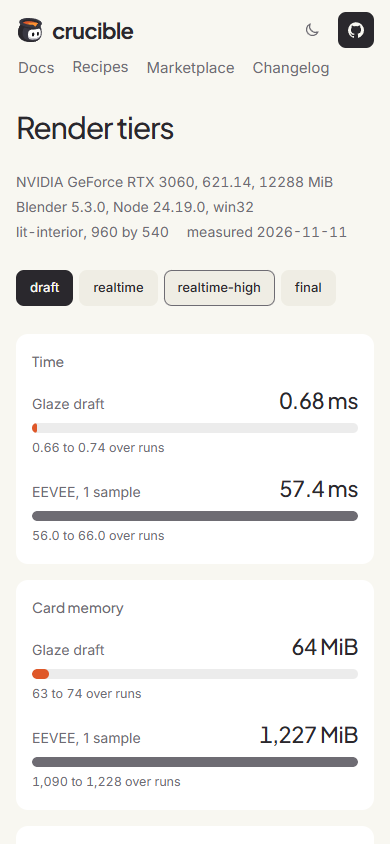 crucible
Docs Recipes Marketplace Changelog
Render tiers
NVIDIA GeForce RTX 3060, 621.14, 12288 MiB
Blender 5.3.0, Node 24.19.0, win32
lit-interior, 960 by 540 measured 2026-11-11
draft realtime realtime-high final
Time
Glaze draft 0.68 ms
0.66 to 0.74 over runs
EEVEE, 1 sample 57.4 ms
56.0 to 66.0 over runs
Card memory
Glaze draft 64 MiB
63 to 74 over runs
EEVEE, 1 sample 1,227 MiB
1,090 to 1,228 over runs